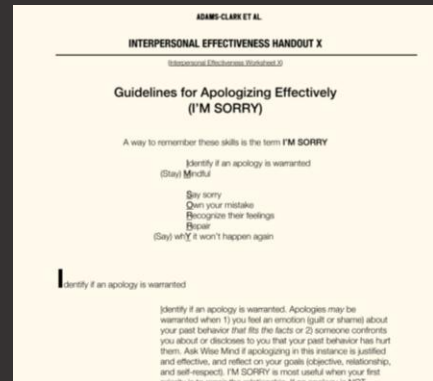 ADAMS-CLARK ET AL.
INTERPERSONAL EFFECTIVENESS HANDOUT X
(Interpersonal Effectiveness Worksheet X)
Guidelines for Apologizing Effectively
(I'M SORRY)
A way to remember these skills is the term I'M SORRY
Identify if an apology is warranted
(Stay) Mindful
Say sorry
Own your mistake
Recognize their feelings
Repair
(Say) whY it won't happen again
Identify if an apology is warranted
Identify if an apology is warranted. Apologies may be
warranted when 1) you feel an emotion (guilt or shame) about
your past behavior that fits the facts or 2) someone confronts
you about or discloses to you that your past behavior has hurt
them. Ask Wise Mind if apologizing in this instance is justified
and effective, and reflect on your goals (objective, relationship,
and self-respect). I'M SORRY is most useful when your first